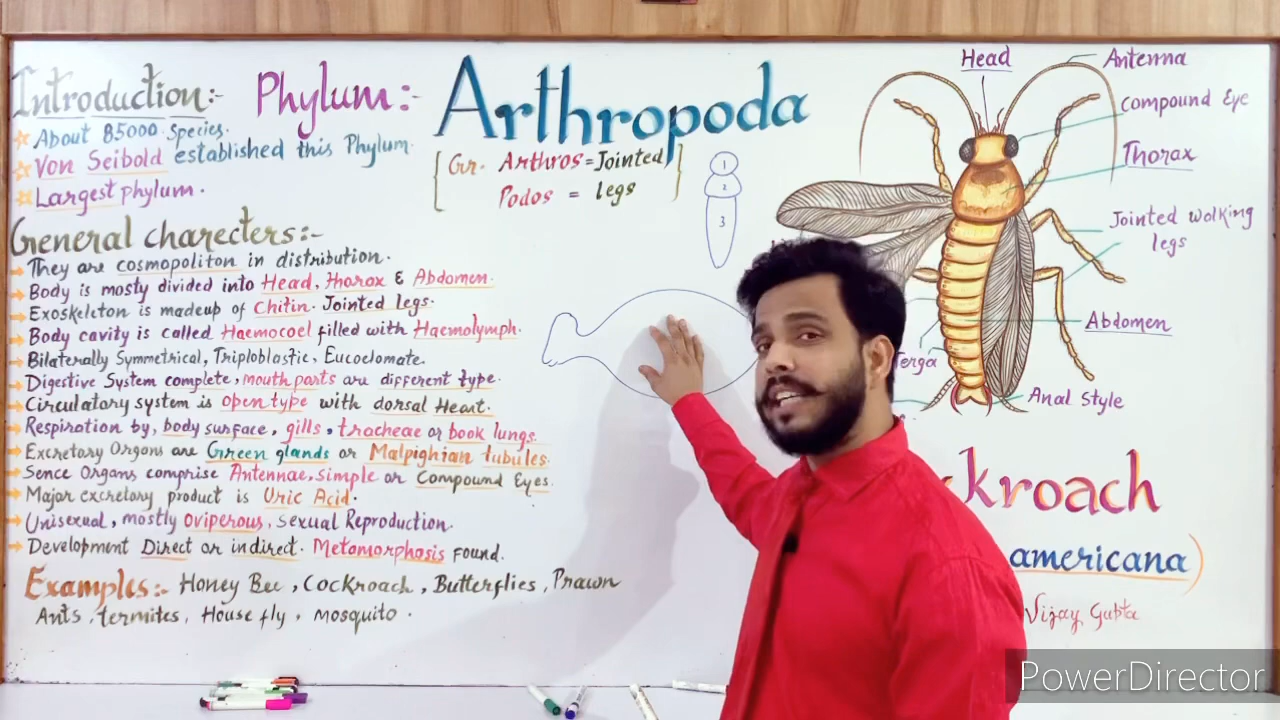 Introduction:-
About 85000 Species.
Von Seibold established this Phylum.
Largest phylum.
Phylum:- Arthropoda
{ Gr. Arthros = Jointed }
Podos = legs
1
2
3
General charecters:-
They are cosmopoliton in distribution.
Body is mosty divided into Head, Thorax & Abdomen.
Exoskeleton is madeup of Chitin. Jointed legs.
Body cavity is called Haemocoel filled with Haemolymph.
Bilaterally Symmetrical, Triploblastic, Eucoelomate.
Digestive System complete, mouth parts are different type.
Circulatory system is open type with dorsal Heart.
Respiration by, body surface, gills, tracheae or book lungs.
Excretory Organs are Green glands or Malpighian tubules.
Sence Organs comprise Antennae, simple or Compound Eyes.
Major excretory product is Uric Acid.
Unisexual, mostly oviperous, sexual Reproduction.
Development Direct or indirect. Metamorphosis found.
Examples:- Honey Bee, Cockroach, Butterflies, Prawn
Ants, termites, House fly, mosquito.
Head
Antenna
Compound Eye
Thorax
Jointed walking
legs
Abdomen
Terga
Anal Style
kroach
americana)
Vijay Gupta
PowerDirector